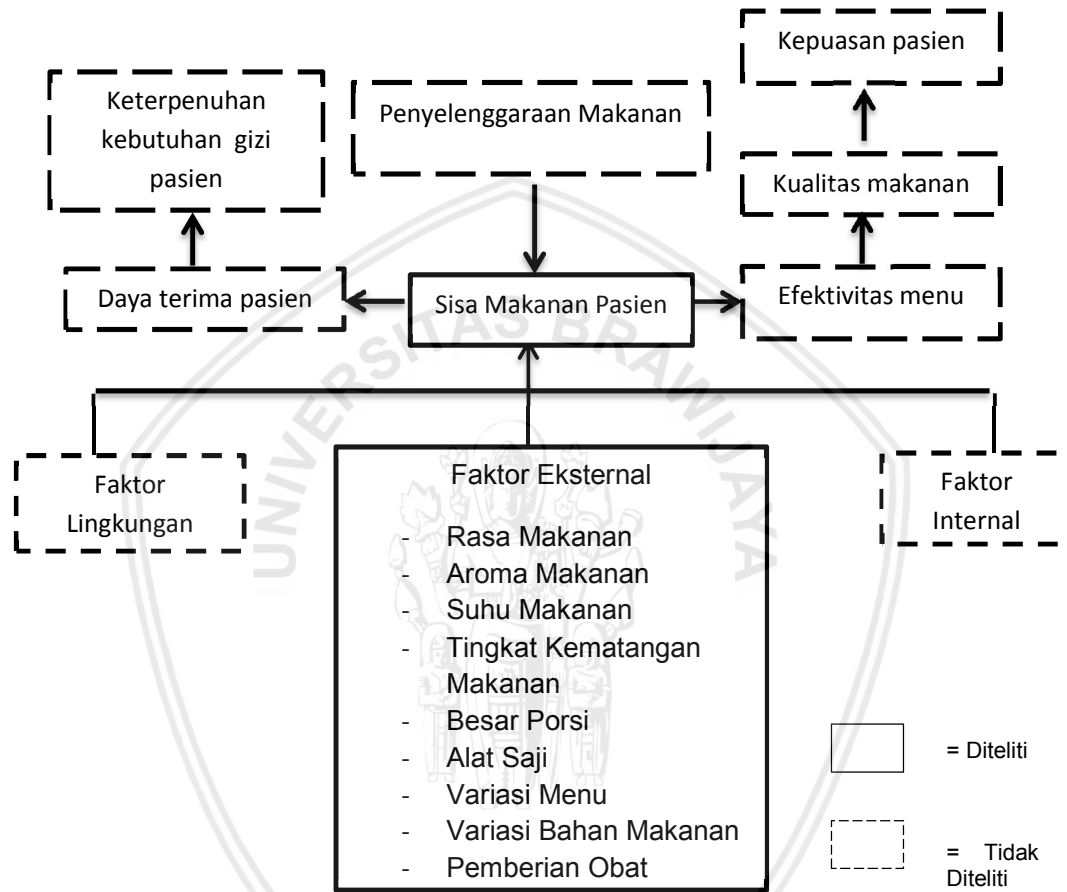 Kepuasan pasien
Keterpenuhan
kebutuhan gizi
pasien
Penyelenggaraan Makanan
Kualitas makanan
Daya terima pasien
Sisa Makanan Pasien
Efektivitas menu
UNIVERSITAS BRAWIJAYA
Faktor
Lingkungan
Faktor Eksternal
- Rasa Makanan
- Aroma Makanan
- Suhu Makanan
- Tingkat Kematangan
Makanan
- Besar Porsi
- Alat Saji
- Variasi Menu
- Variasi Bahan Makanan
- Pemberian Obat
Faktor
Internal
= Diteliti
= Tidak
Diteliti